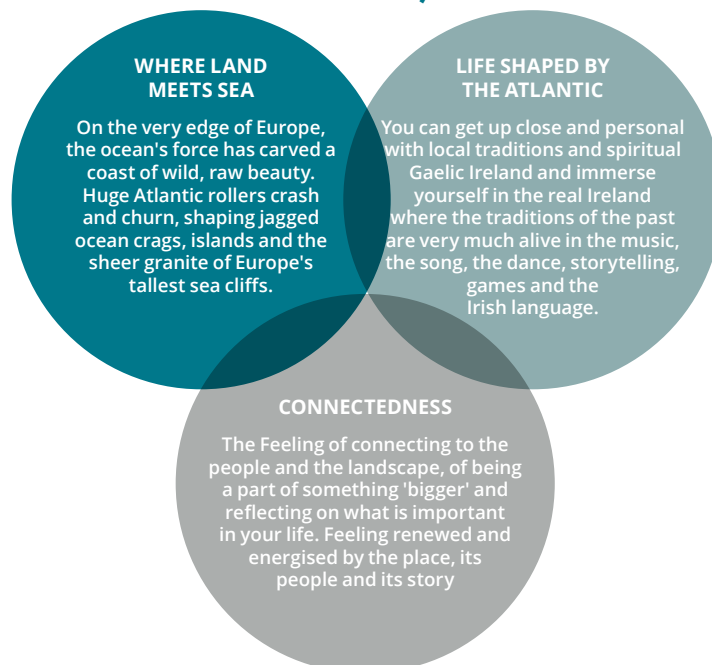 WHERE LAND
MEETS SEA
On the very edge of Europe,
the ocean's force has carved a
coast of wild, raw beauty.
Huge Atlantic rollers crash
and churn, shaping jagged
ocean crags, islands and the
sheer granite of Europe's
tallest sea cliffs.
LIFE SHAPED BY
THE ATLANTIC
You can get up close and personal
with local traditions and spiritual
Gaelic Ireland and immerse
yourself in the real Ireland
where the traditions of the past
are very much alive in the music,
the song, the dance, storytelling,
games and the
Irish language.
CONNECTEDNESS
The Feeling of connecting to the
people and the landscape, of being
a part of something 'bigger' and
reflecting on what is important
in your life. Feeling renewed and
energised by the place, its
people and its story